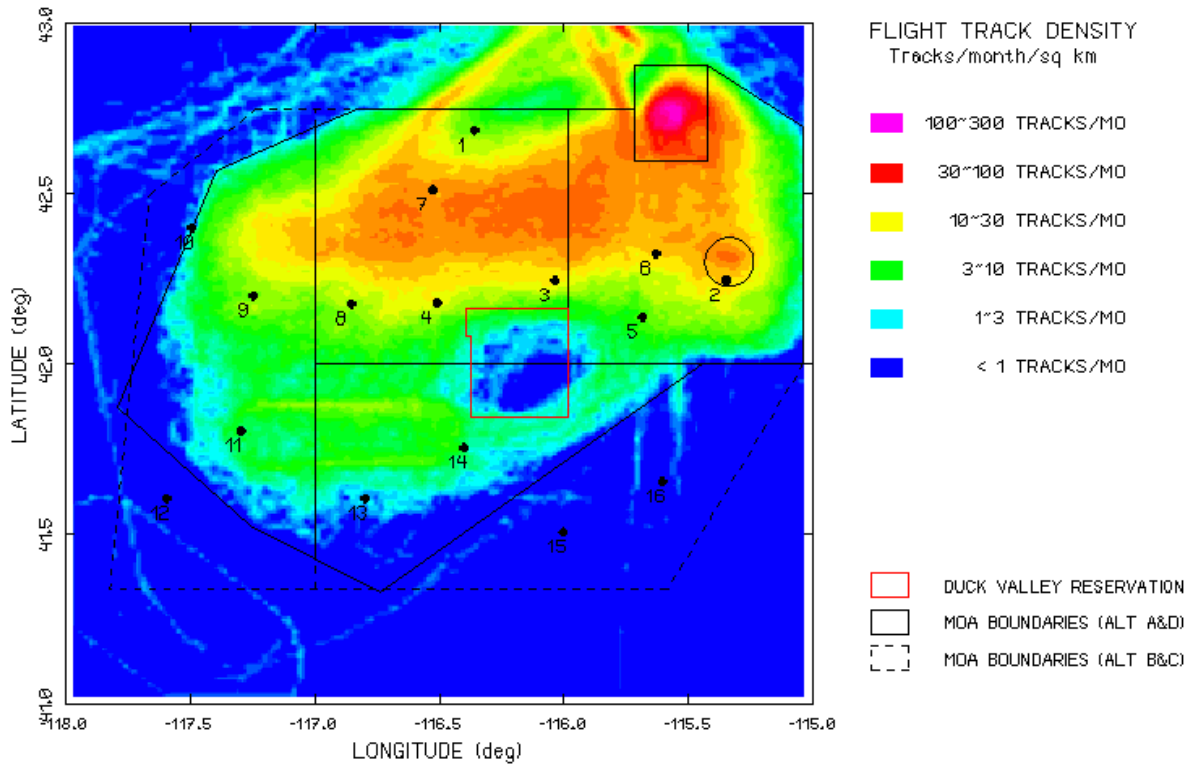 FLIGHT TRACK DENSITY
Tracks/month/sq km
100~300 TRACKS/MO
30~100 TRACKS/MO
10~30 TRACKS/MO
3~10 TRACKS/MO
1~3 TRACKS/MO
< 1 TRACKS/MO
DUCK VALLEY RESERVATION
MOA BOUNDARIES (ALT A&D)
MOA BOUNDARIES (ALT B&C)
43.0
42.5
42.0
41.5
41.0
LATITUDE (deg)
1
7
10
6
3
2
9
8
4
5
11
14
12
13
16
15
-118.0 -117.5 -117.0 -116.5 -116.0 -115.5 -115.0
LONGITUDE (deg)